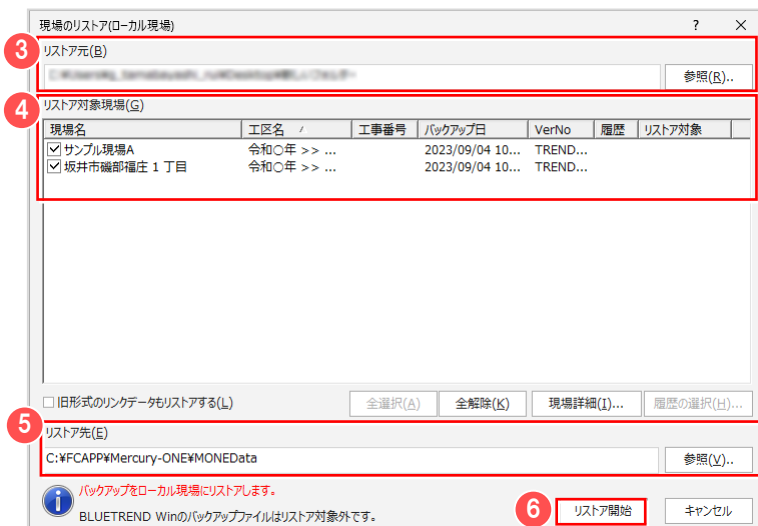 現場のリストア(ローカル現場) ? ×
3 リストア元(B)
参照(R)..
4 リストア対象現場(G)
現場名 工区名 工事番号 バックアップ日 VerNo 履歴 リストア対象
サンプル現場A 令和○年 >> ... 2023/09/04 10... TREND...
坂井市磯部福庄 1 丁目 令和○年 >> ... 2023/09/04 10... TREND...
旧形式のリンクデータもリストアする(L) 全選択(A) 全解除(K) 現場詳細(I)... 履歴の選択(H)...
5 リストア先(E)
C:¥FCAPP¥Mercury-ONE¥MONEData 参照(V)..
バックアップをローカル現場にリストアします。
BLUETREND Winのバックアップファイルはリストア対象外です。
6 リストア開始 キャンセル